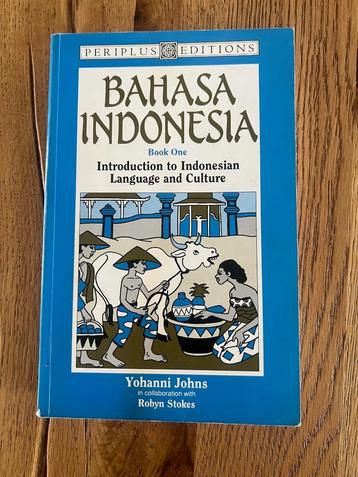 PERIPLUS EDITIONS
BAHASA
INDONESIA
Book One
Introduction to Indonesian
Language and Culture
Yohanni Johns
in collaboration with
Robyn Stokes